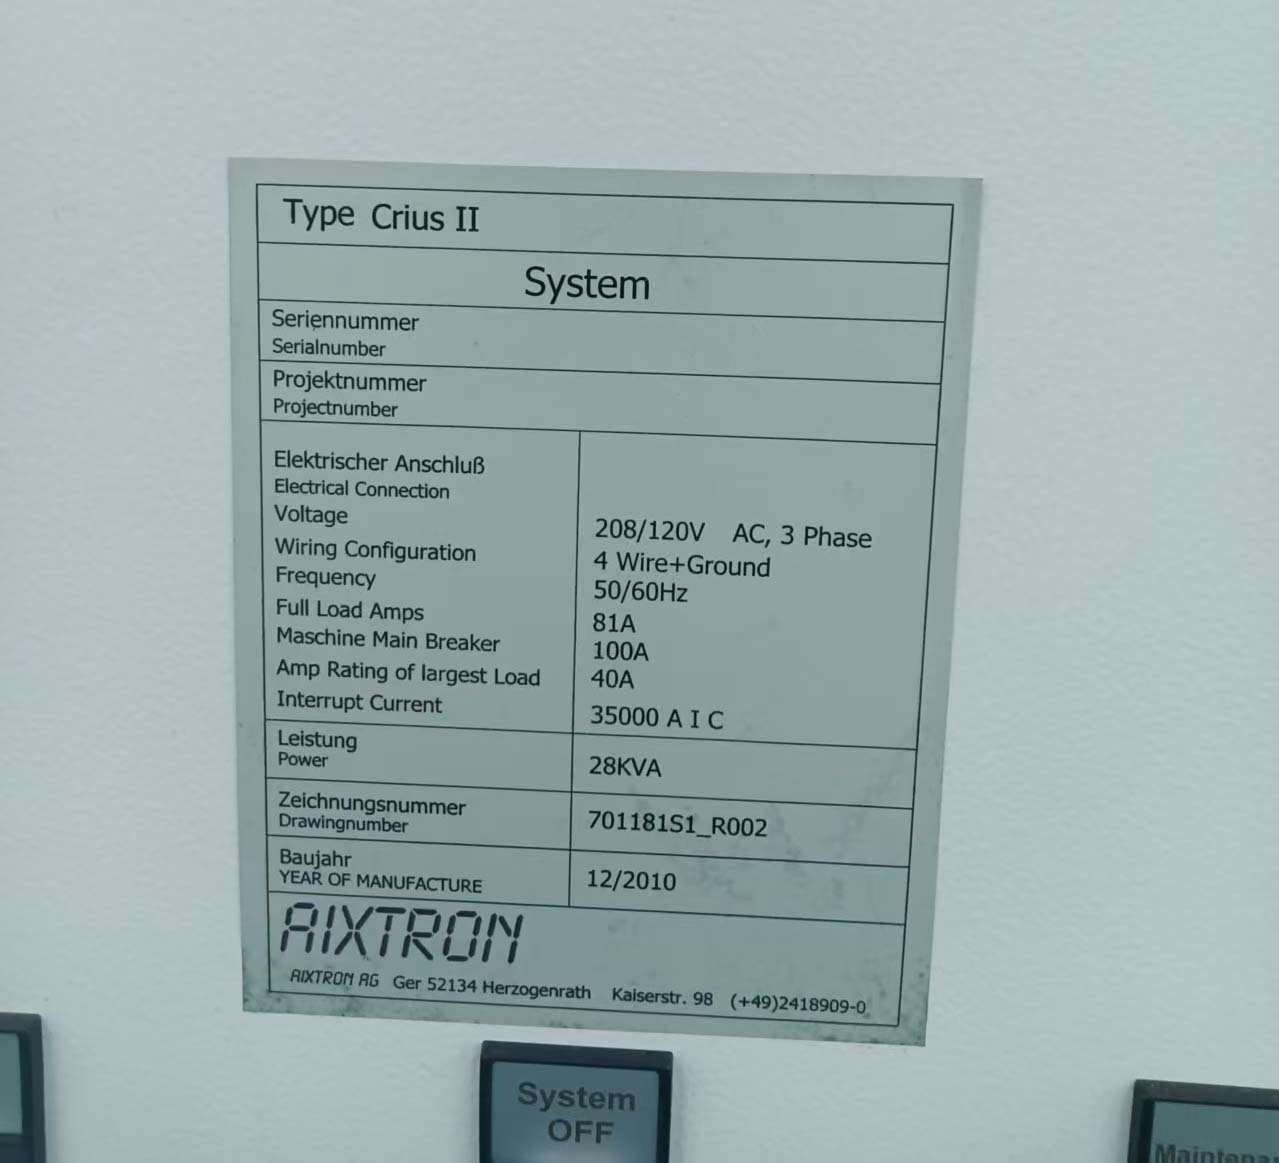 Type Crius II
System
Seriennummer
Serialnumber
Projektnummer
Projectnumber
Elektrischer Anschluß
Electrical Connection
Voltage 208/120V AC, 3 Phase
Wiring Configuration 4 Wire+Ground
Frequency 50/60Hz
Full Load Amps 81A
Maschine Main Breaker 100A
Amp Rating of largest Load 40A
Interrupt Current 35000 A I C
Leistung
Power 28KVA
Zeichnungsnummer
Drawingnumber 701181S1_R002
Baujahr
YEAR OF MANUFACTURE 12/2010
AIXTRON
AIXTRON AG Ger 52134 Herzogenrath Kaiserstr. 98 (+49)2418909-0
System
OFF